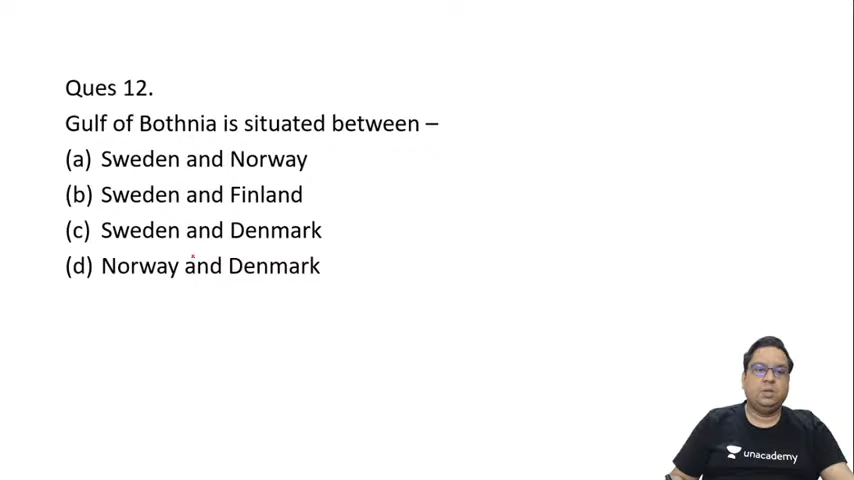 Ques 12.
Gulf of Bothnia is situated between –
(a) Sweden and Norway
(b) Sweden and Finland
(c) Sweden and Denmark
(d) Norway and Denmark
unacademy